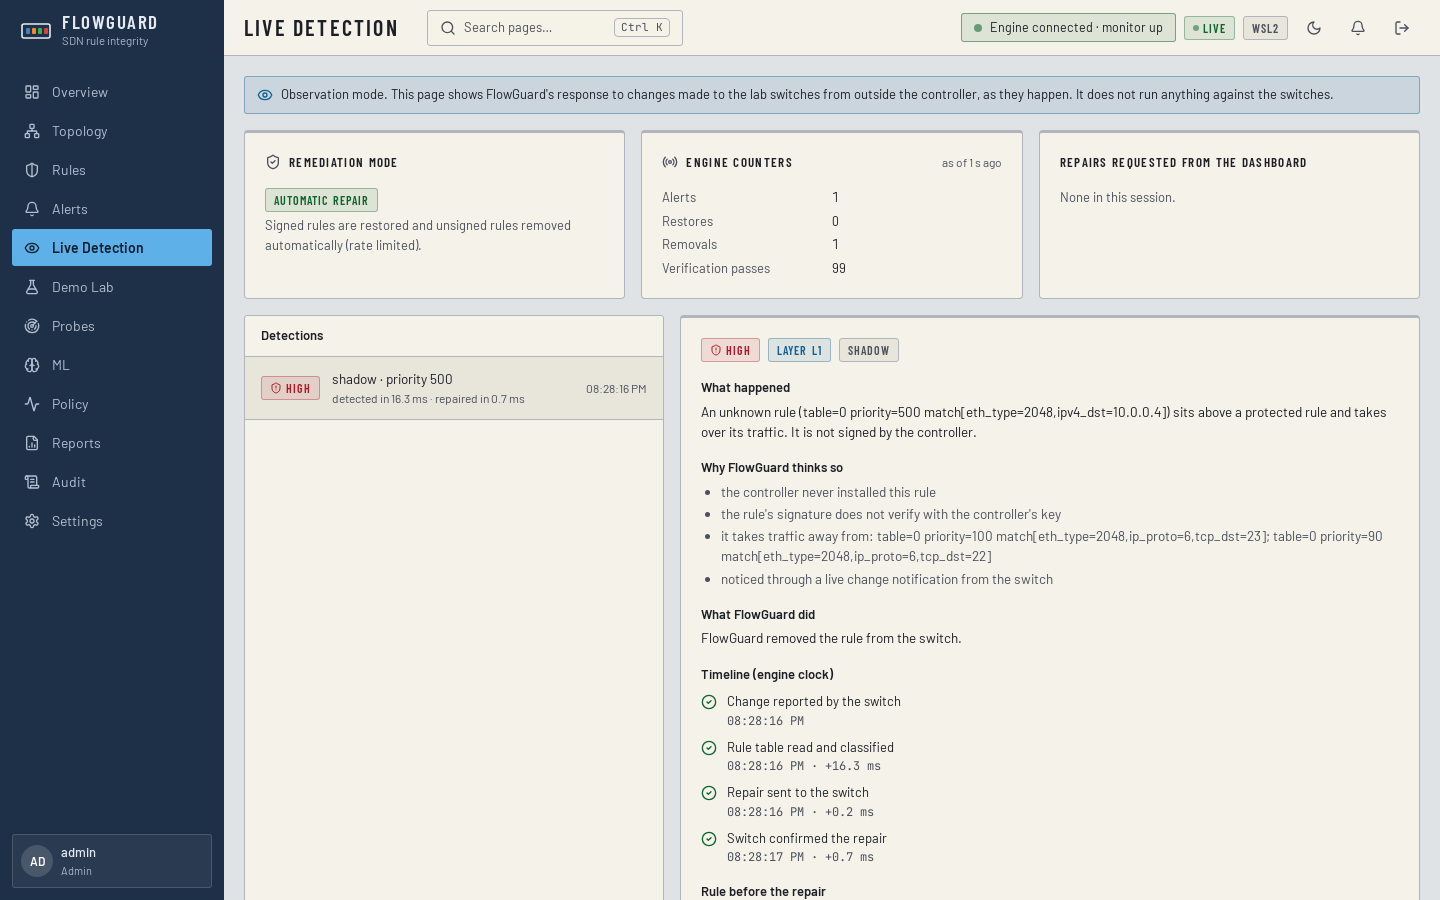 FLOWGUARD
SDN rule integrity
Overview
Topology
Rules
Alerts
Live Detection
Demo Lab
Probes
ML
Policy
Reports
Audit
Settings
AD
admin
Admin
LIVE DETECTION
Search pages...
Ctrl K
Engine connected · monitor up
LIVE
WSL2
Observation mode. This page shows FlowGuard's response to changes made to the lab switches from outside the controller, as they happen. It does not run anything against the switches.
REMEDIATION MODE
AUTOMATIC REPAIR
Signed rules are restored and unsigned rules removed
automatically (rate limited).
ENGINE COUNTERS
as of 1 s ago
Alerts 1
Restores 0
Removals 1
Verification passes 99
REPAIRS REQUESTED FROM THE DASHBOARD
None in this session.
Detections
HIGH
shadow · priority 500
detected in 16.3 ms · repaired in 0.7 ms
08:28:16 PM
HIGH
LAYER L1
SHADOW
What happened
An unknown rule (table=0 priority=500 match[eth_type=2048,ipv4_dst=10.0.0.4]) sits above a protected rule and takes
over its traffic. It is not signed by the controller.
Why FlowGuard thinks so
the controller never installed this rule
the rule's signature does not verify with the controller's key
it takes traffic away from: table=0 priority=100 match[eth_type=2048,ip_proto=6,tcp_dst=23]; table=0 priority=90
match[eth_type=2048,ip_proto=6,tcp_dst=22]
noticed through a live change notification from the switch
What FlowGuard did
FlowGuard removed the rule from the switch.
Timeline (engine clock)
Change reported by the switch
08:28:16 PM
Rule table read and classified
08:28:16 PM · +16.3 ms
Repair sent to the switch
08:28:16 PM · +0.2 ms
Switch confirmed the repair
08:28:17 PM · +0.7 ms
Rule before the repair